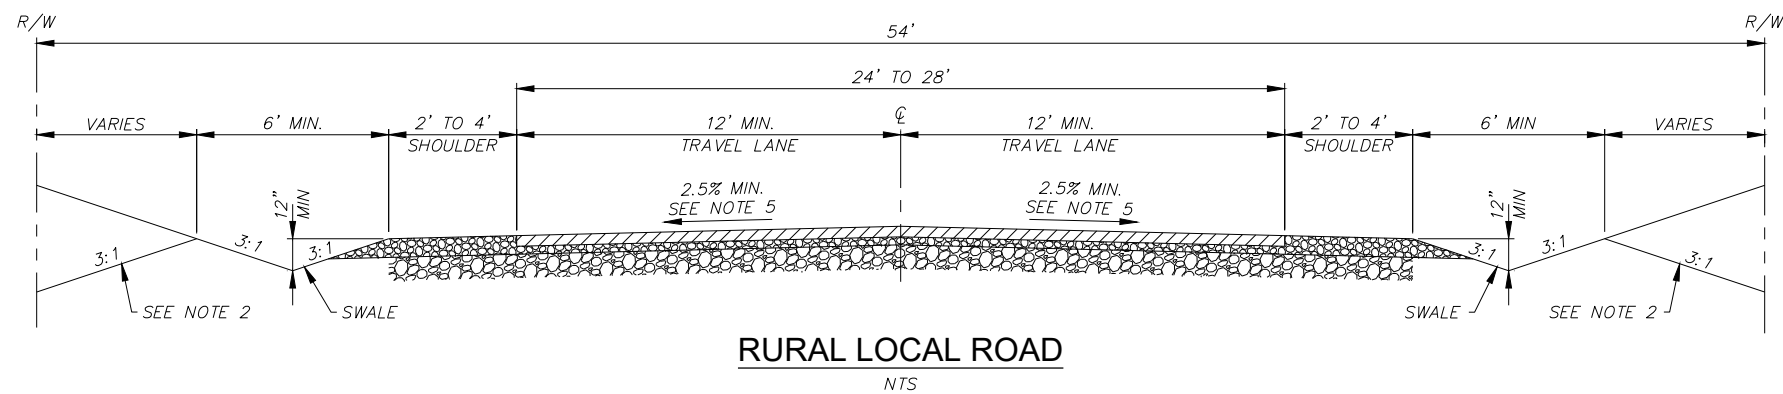 R/W
R/W
54'
24' TO 28'
℄
VARIES
6' MIN.
2' TO 4'
SHOULDER
12' MIN.
TRAVEL LANE
12' MIN.
TRAVEL LANE
2' TO 4'
SHOULDER
6' MIN
VARIES
12"
MIN
2.5% MIN.
SEE NOTE 5
2.5% MIN.
SEE NOTE 5
12"
MIN
3:1
3:1
3:1
3:1
3:1
3:1
SEE NOTE 2
SWALE
SWALE
SEE NOTE 2
RURAL LOCAL ROAD
NTS